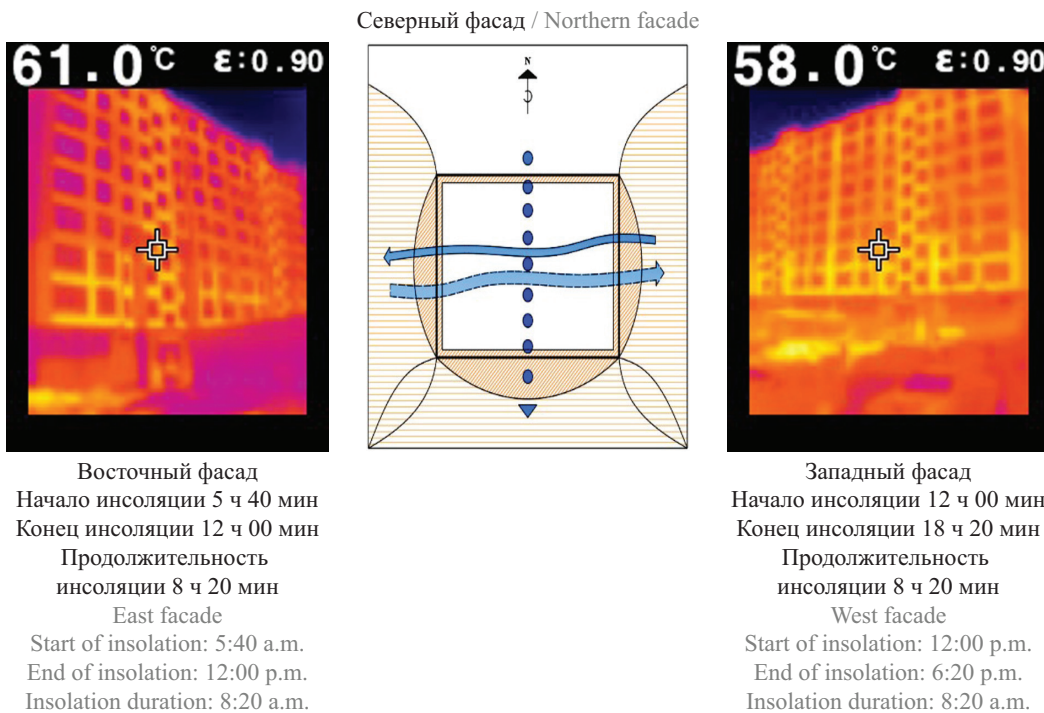 Северный фасад / Northern facade
61.0 °C ε:0.90
N
58.0 °C ε:0.90
Восточный фасад
Начало инсоляции 5 ч 40 мин
Конец инсоляции 12 ч 00 мин
Продолжительность
инсоляции 8 ч 20 мин
East facade
Start of insolation: 5:40 a.m.
End of insolation: 12:00 p.m.
Insolation duration: 8:20 a.m.
Западный фасад
Начало инсоляции 12 ч 00 мин
Конец инсоляции 18 ч 20 мин
Продолжительность
инсоляции 8 ч 20 мин
West facade
Start of insolation: 12:00 p.m.
End of insolation: 6:20 p.m.
Insolation duration: 8:20 a.m.